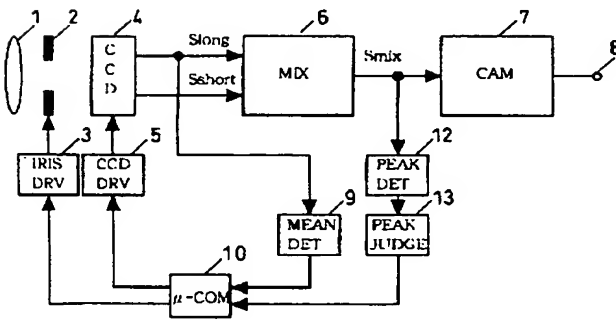 1
2
4
6
7
8
C
C
D
Slong
Sshort
MIX
Smix
CAM
3
5
12
IRIS
DRV
CCD
DRV
PEAK
DET
9
13
MEAN
DET
PEAK
JUDGE
10
μ-COM